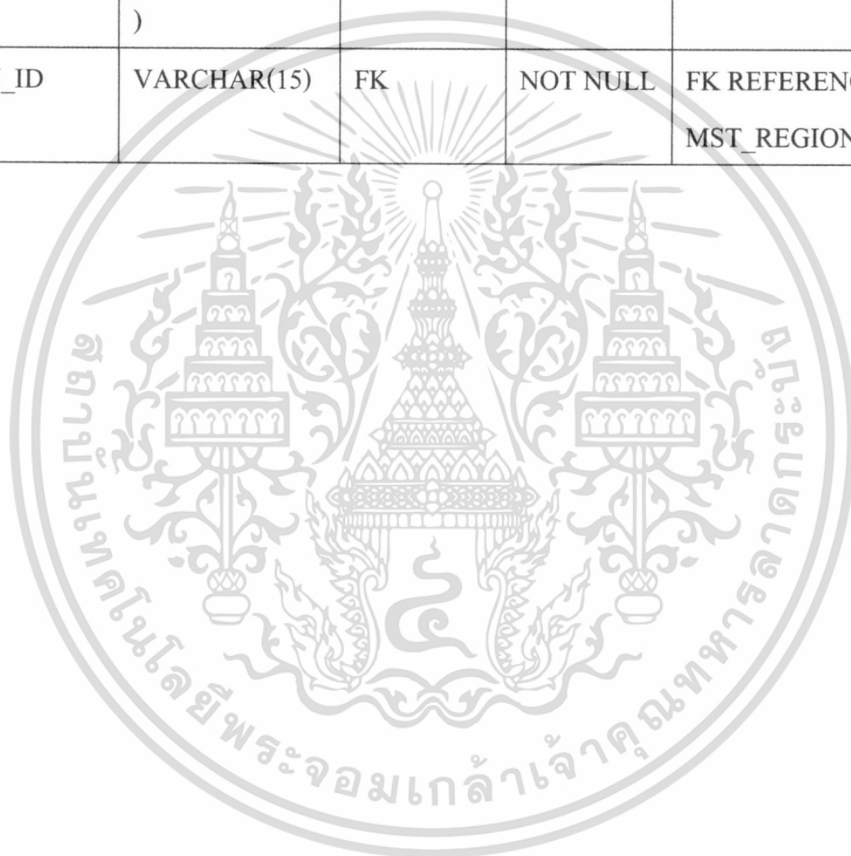 )
_ID VARCHAR(15) FK NOT NULL FK REFEREN
MST_REGION
สถาบันเทคโนโลยีพระจอมเกล้าเจ้าคุณทหารลาดกระบัง